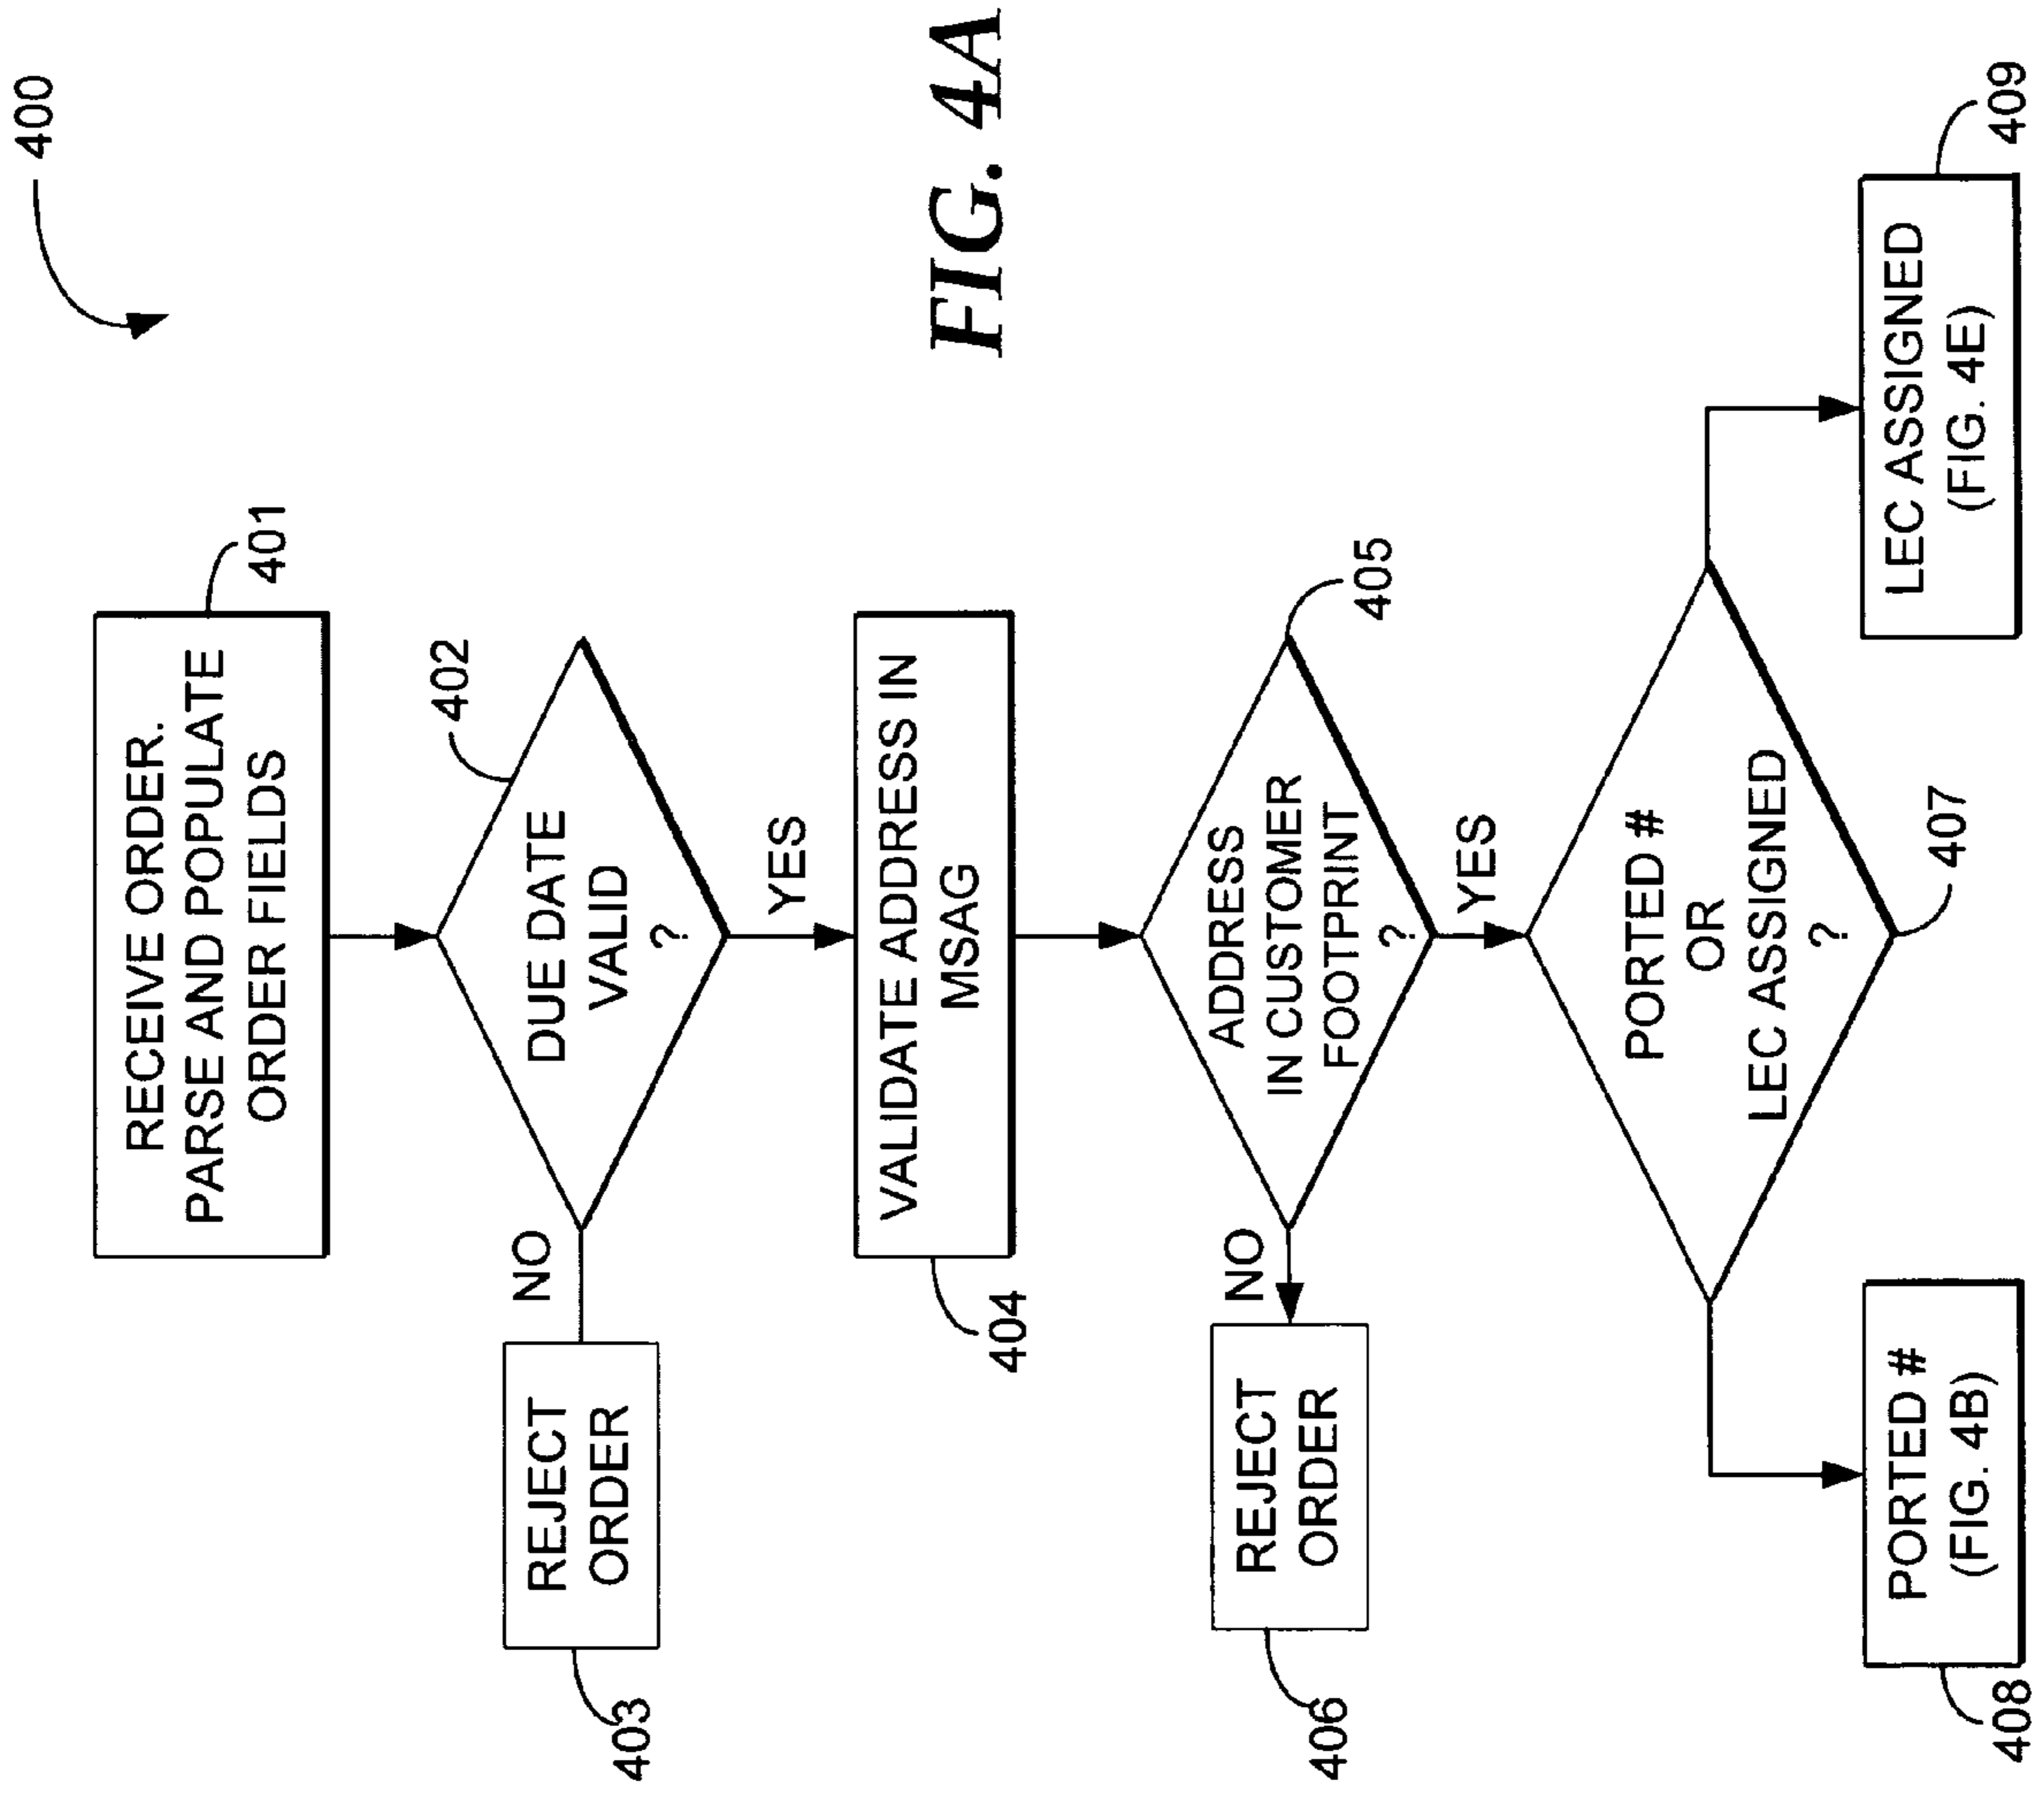 400
RECEIVE ORDER.
PARSE AND POPULATE
ORDER FIELDS
401
402
DUE DATE
VALID
?
NO
REJECT
ORDER
403
YES
VALIDATE ADDRESS IN
MSAG
404
FIG. 4A
405
ADDRESS
IN CUSTOMER
FOOTPRINT
?
NO
REJECT
ORDER
406
YES
PORTED #
OR
LEC ASSIGNED
?
407
PORTED #
(FIG. 4B)
408
LEC ASSIGNED
(FIG. 4E)
409